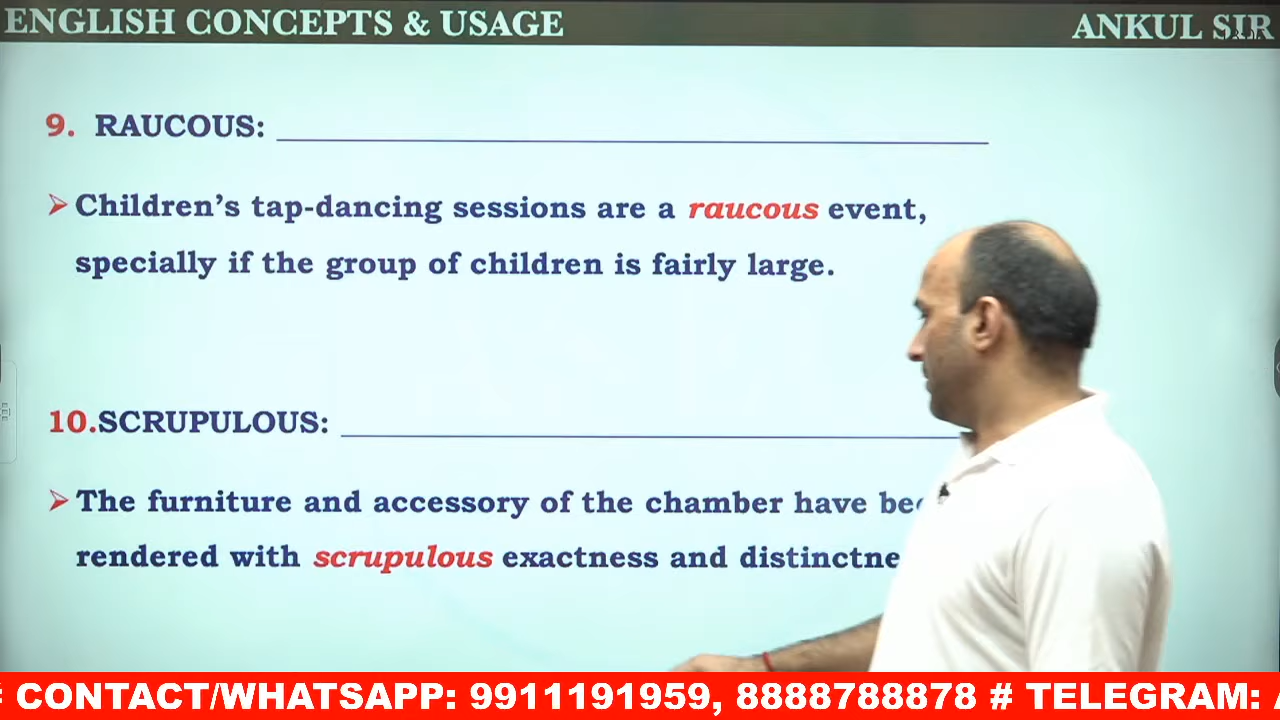 ENGLISH CONCEPTS & USAGE ANKUL SIR
9. RAUCOUS:
Children's tap-dancing sessions are a raucous event,
specially if the group of children is fairly large.
10.SCRUPULOUS:
The furniture and accessory of the chamber have
rendered with scrupulous exactness and
# CONTACT/WHATSAPP: 9911191959, 8888788878 # TELEGRAM: